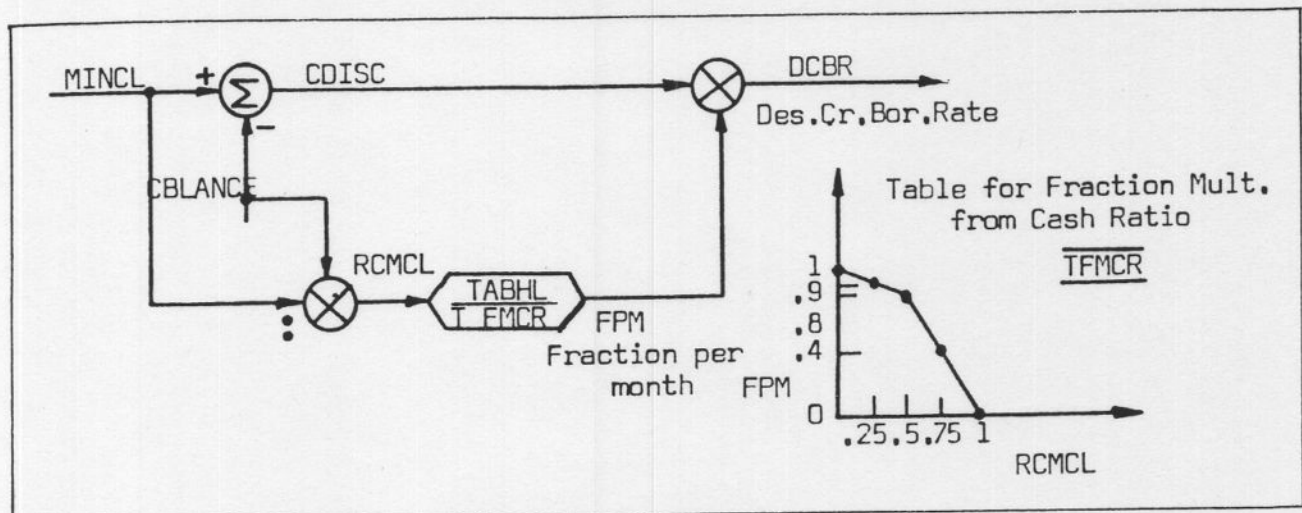 MINCL
+
Σ
CDISC
DCBR
-
Des.Cr.Bor.Rate
CBLANCE
Table for Fraction Mult.
from Cash Ratio
TFMCR
RCMCL
TABHL
T FMCR
:
FPM
Fraction per
month
1
.9
.8
.4
0
FPM
.25 .5 .75 1
RCMCL